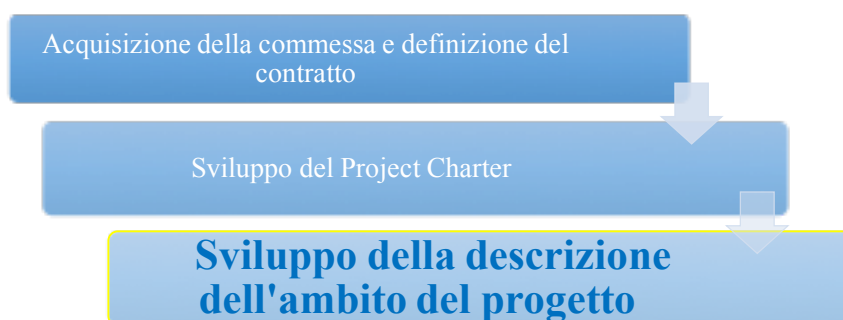 Acquisizione della commessa e definizione del
contratto
Sviluppo del Project Charter
Sviluppo della descrizione
dell'ambito del progetto